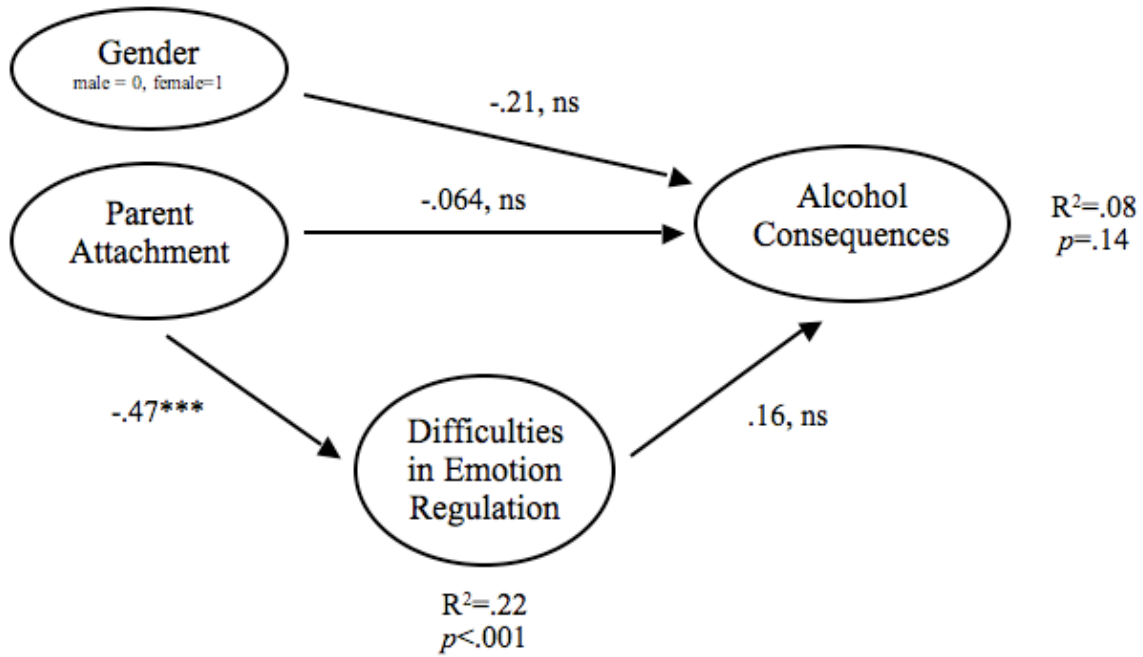 Gender
male = 0, female=1
-.21, ns
Parent
Attachment
-.064, ns
Alcohol
Consequences
R²=.08
p=.14
-.47***
Difficulties
in Emotion
Regulation
.16, ns
R²=.22
p<.001